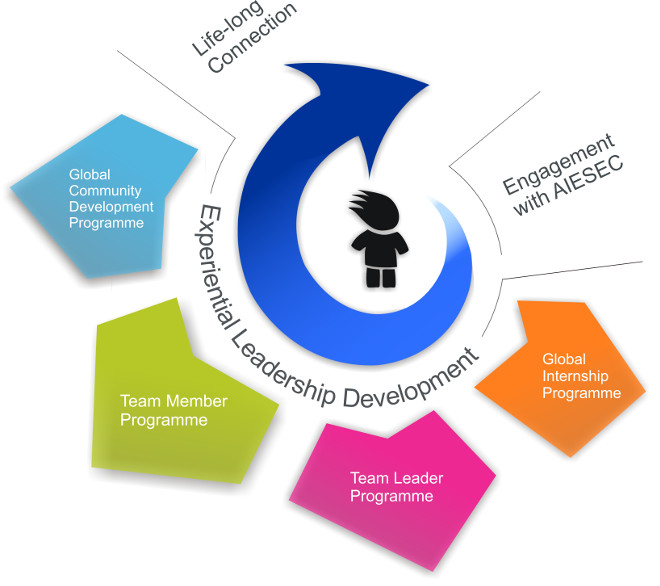 Life-long
Connection
Engagement
with AIESEC
Global
Community
Development
Programme
Experiential Leadership Development
Global
Internship
Programme
Team Member
Programme
Team Leader
Programme